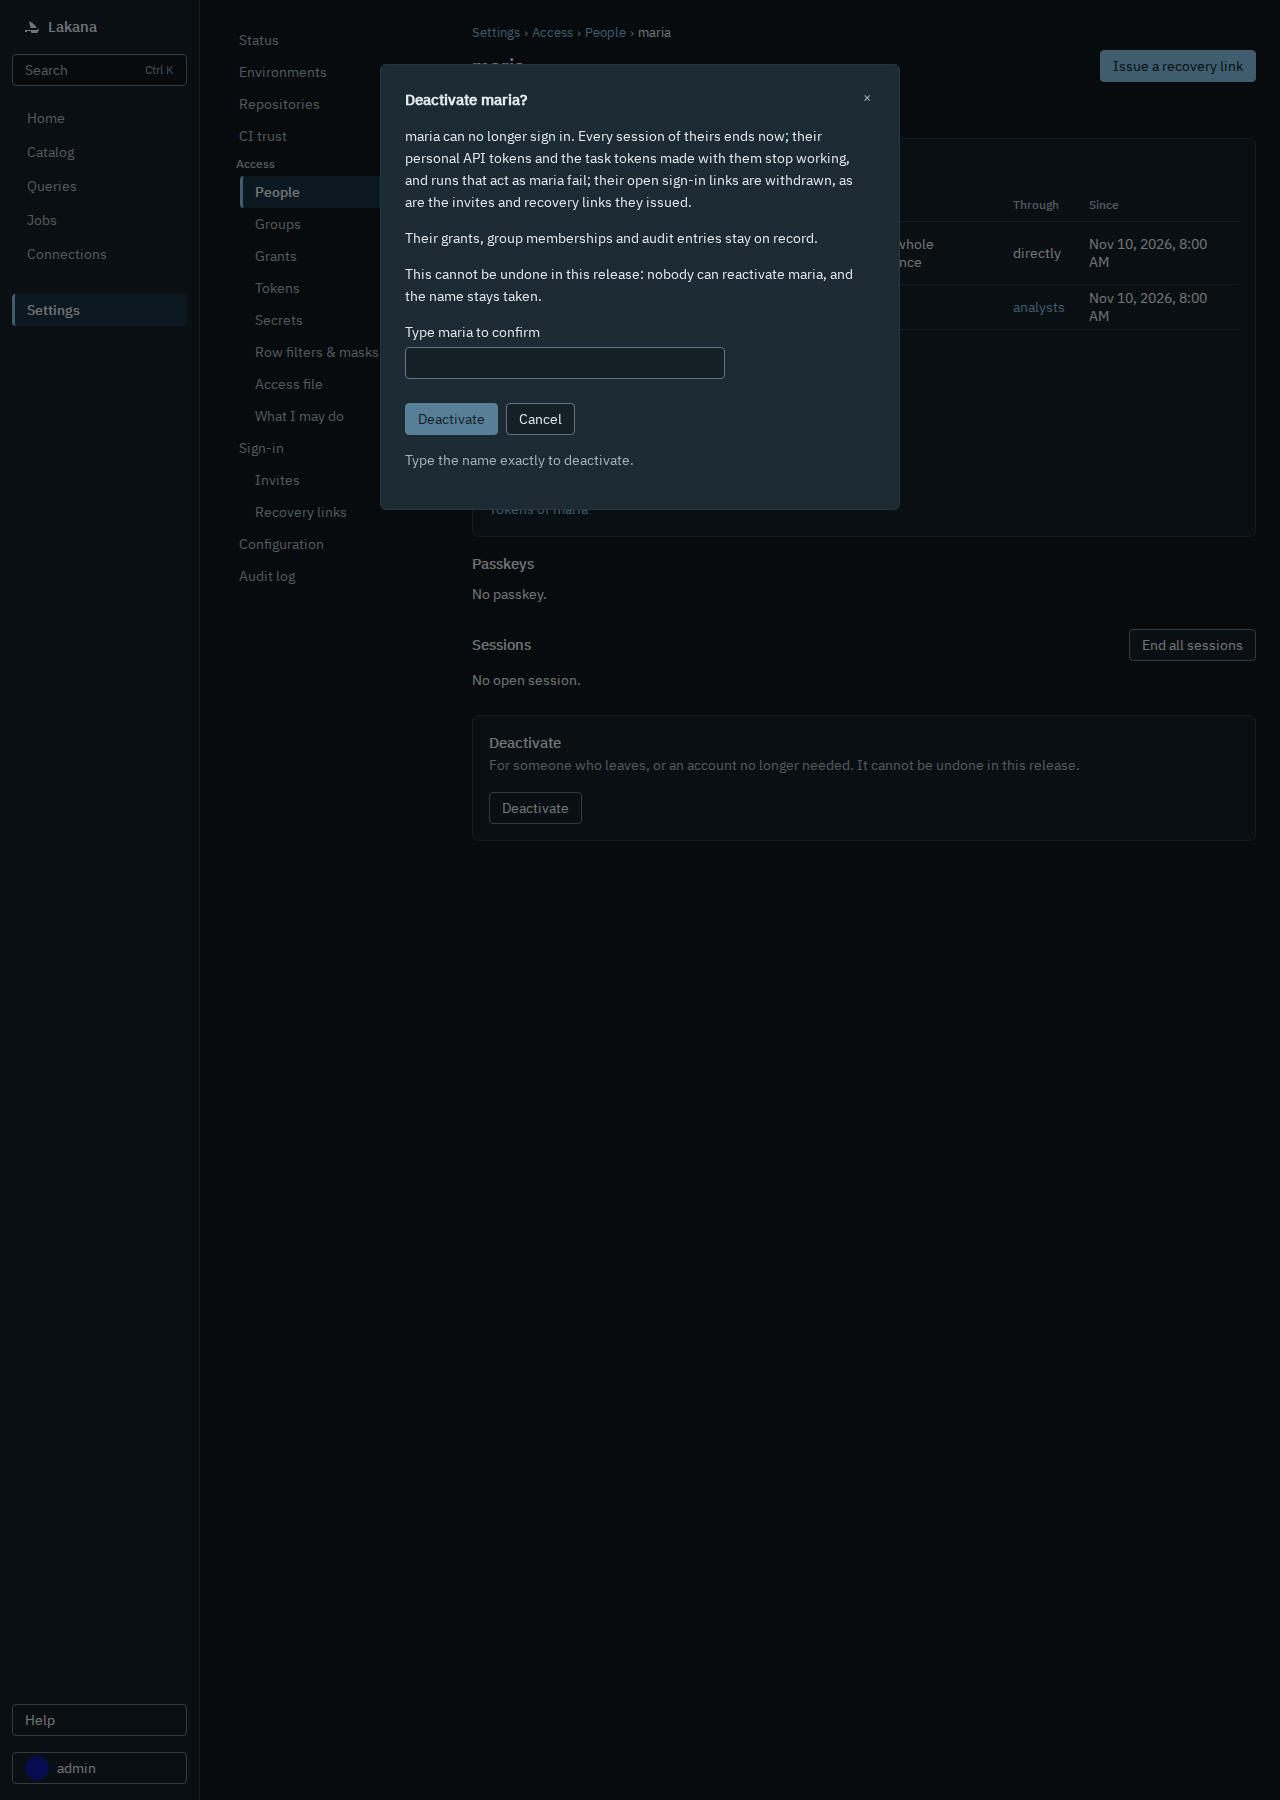 Lakana
Search Ctrl K
Home
Catalog
Queries
Jobs
Connections
Settings
Status
Environments
Repositories
CI trust
Access
People
Groups
Grants
Tokens
Secrets
Row filters & masks
Access file
What I may do
Sign-in
Invites
Recovery links
Configuration
Audit log
Settings › Access › People › maria
maria
Issue a recovery link
Deactivate maria?
×
maria can no longer sign in. Every session of theirs ends now; their
personal API tokens and the task tokens made with them stop working,
and runs that act as maria fail; their open sign-in links are withdrawn, as
are the invites and recovery links they issued.
Their grants, group memberships and audit entries stay on record.
This cannot be undone in this release: nobody can reactivate maria, and
the name stays taken.
Type maria to confirm
Deactivate Cancel
Type the name exactly to deactivate.
Through Since
whole
directly
Nov 10, 2026, 8:00
AM
analysts
Nov 10, 2026, 8:00
AM
Tokens of maria
Passkeys
No passkey.
Sessions
End all sessions
No open session.
Deactivate
For someone who leaves, or an account no longer needed. It cannot be undone in this release.
Deactivate
Help
admin